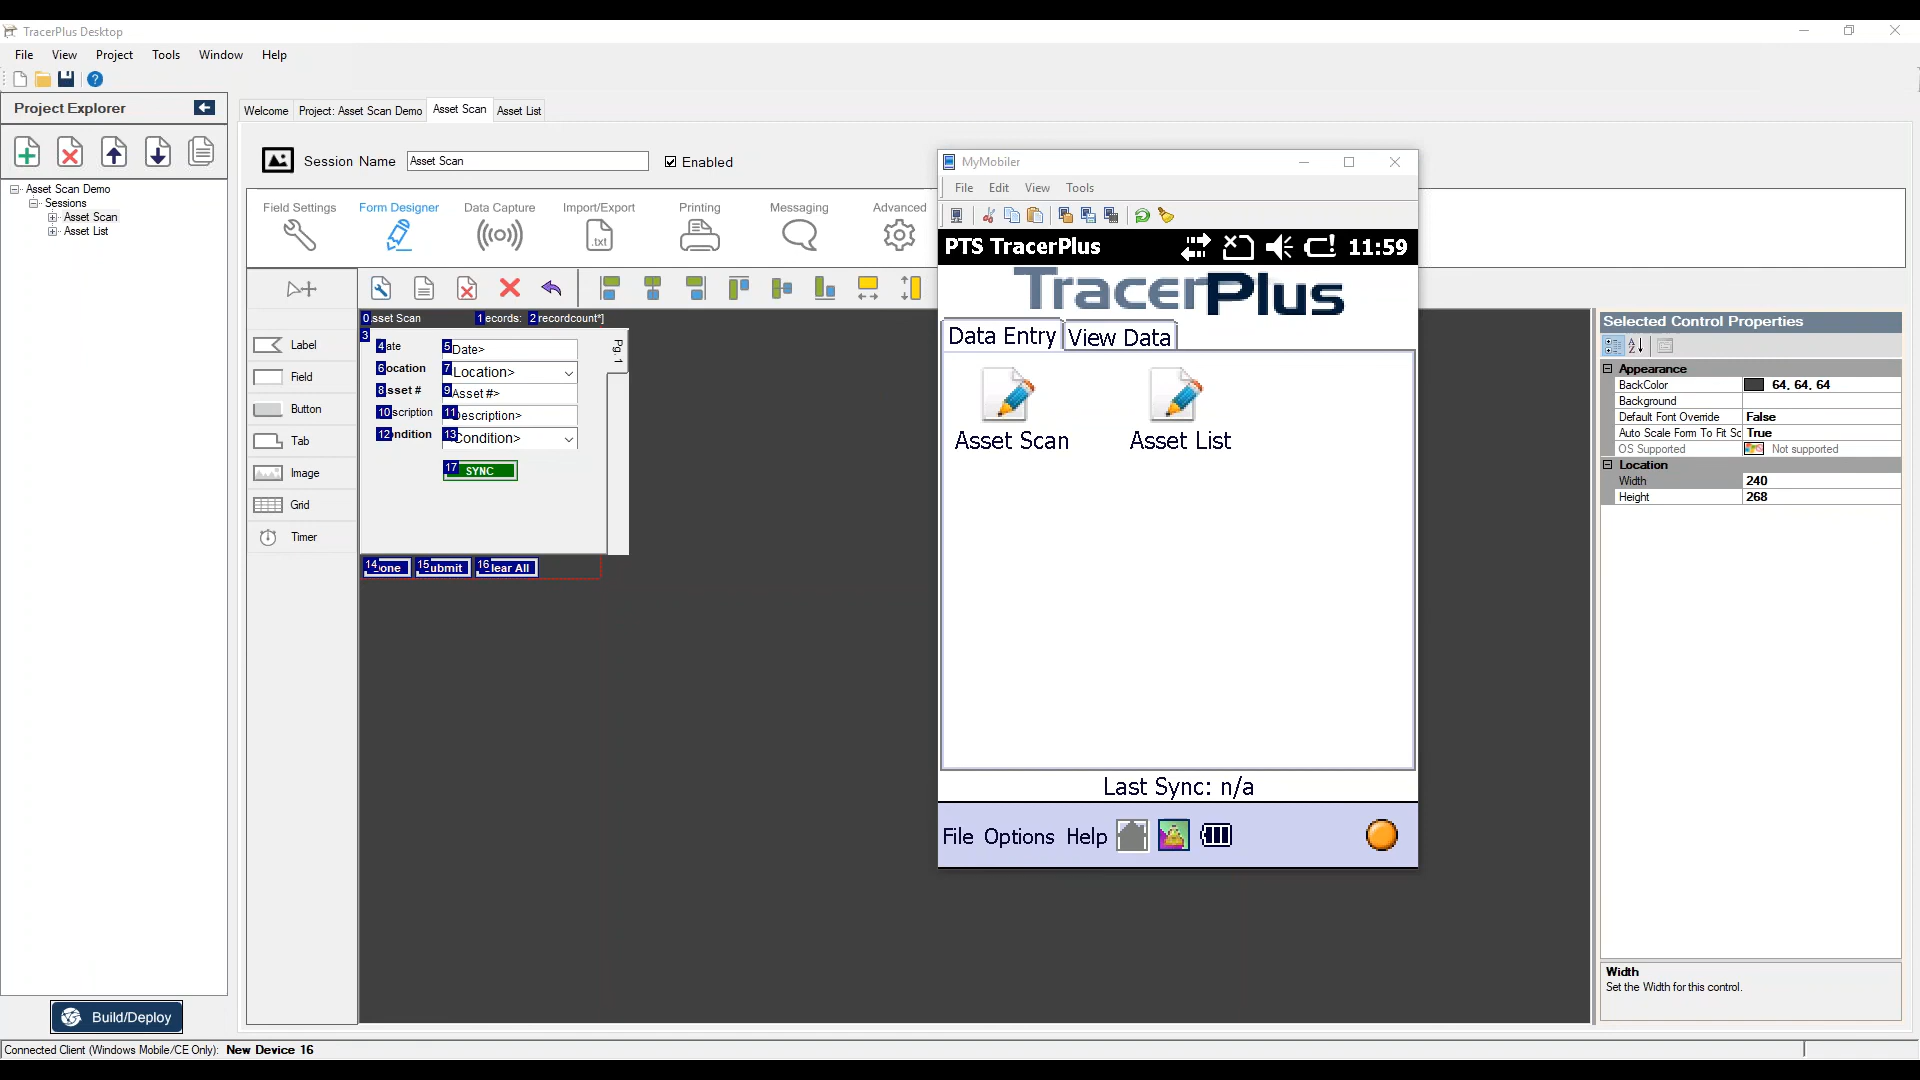 TracerPlus Desktop
File View Project Tools Window Help
Project Explorer
Asset Scan Demo
Sessions
Asset Scan
Asset List
Build/Deploy
Connected Client (Windows Mobile/CE Only): New Device 16
Welcome Project: Asset Scan Demo Asset Scan Asset List
Session Name Asset Scan Enabled
Field Settings Form Designer Data Capture Import/Export Printing Messaging Advanced
.txt
Label
Field
Button
Tab
Image
Grid
Timer
0 sset Scan 1 ecords: 2 recordcount*]
3
4 ate 5 Date>
6 ocation 7 Location>
8 sset # 9 Asset #>
10 scription 11 escription>
12 ondition 13 Condition>
17 SYNC
Pg. 1
14 one 15 ubmit 16 lear All
MyMobiler
File Edit View Tools
PTS TracerPlus 11:59
TracerPlus
Data Entry View Data
Asset Scan Asset List
Last Sync: n/a
File Options Help
Selected Control Properties
Appearance
BackColor 64, 64, 64
Background
Default Font Override False
Auto Scale Form To Fit Sc True
OS Supported Not supported
Location
Width 240
Height 268
Width
Set the Width for this control.